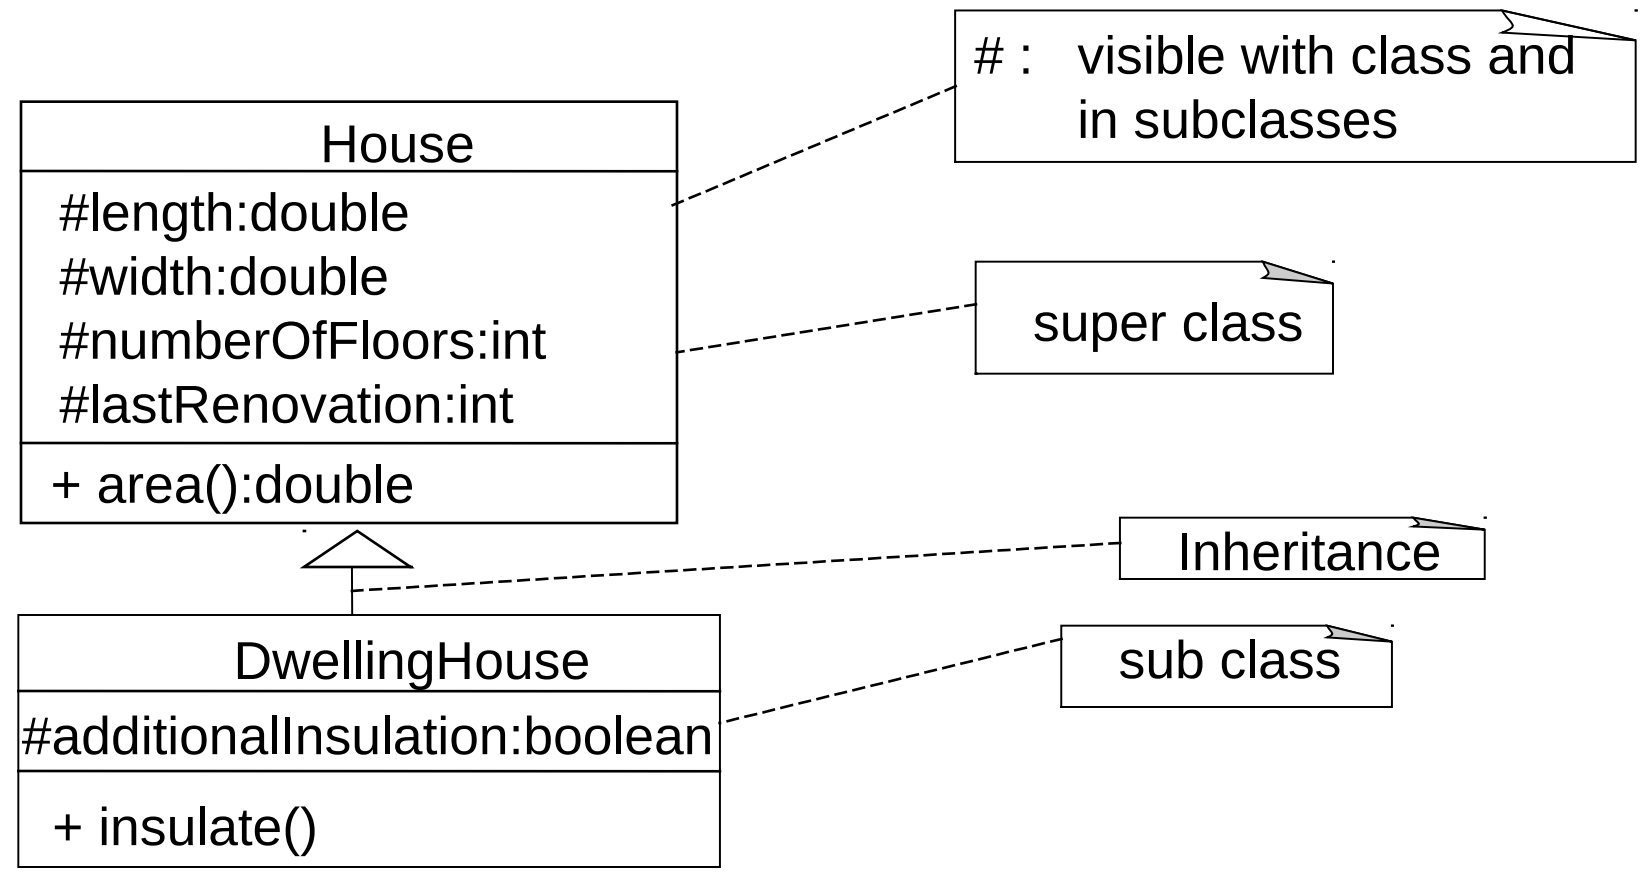 # : visible with class and
in subclasses
House
#length:double
#width:double
#numberOfFloors:int
#lastRenovation:int
+ area():double
super class
Inheritance
DwellingHouse
#additionalInsulation:boolean
+ insulate()
sub class